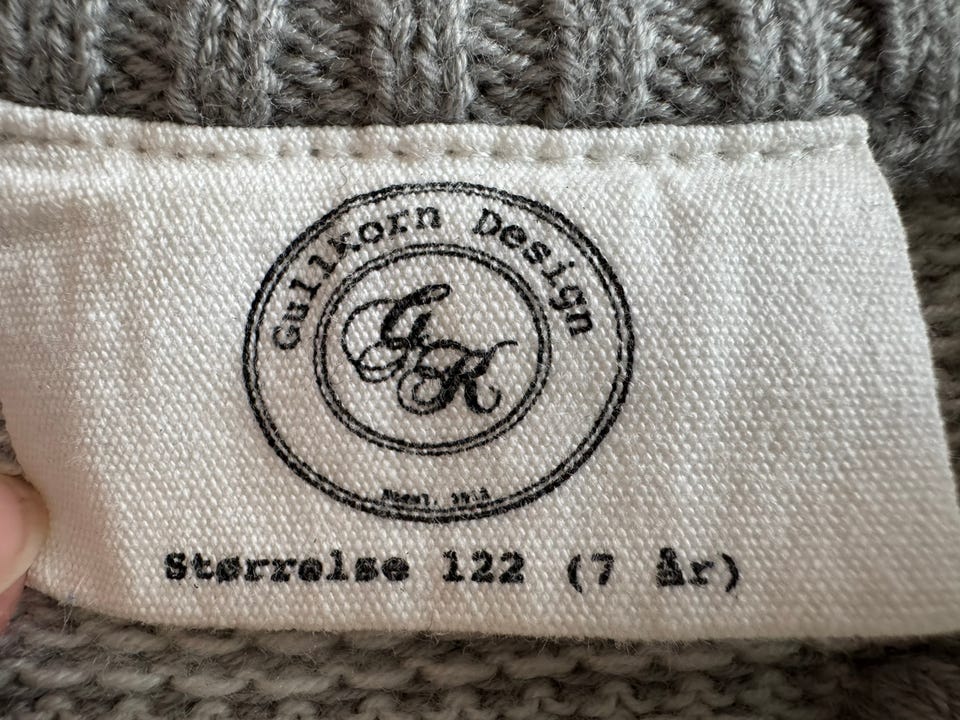 Gullkorn Design
GK
Størrelse 122 (7 år)